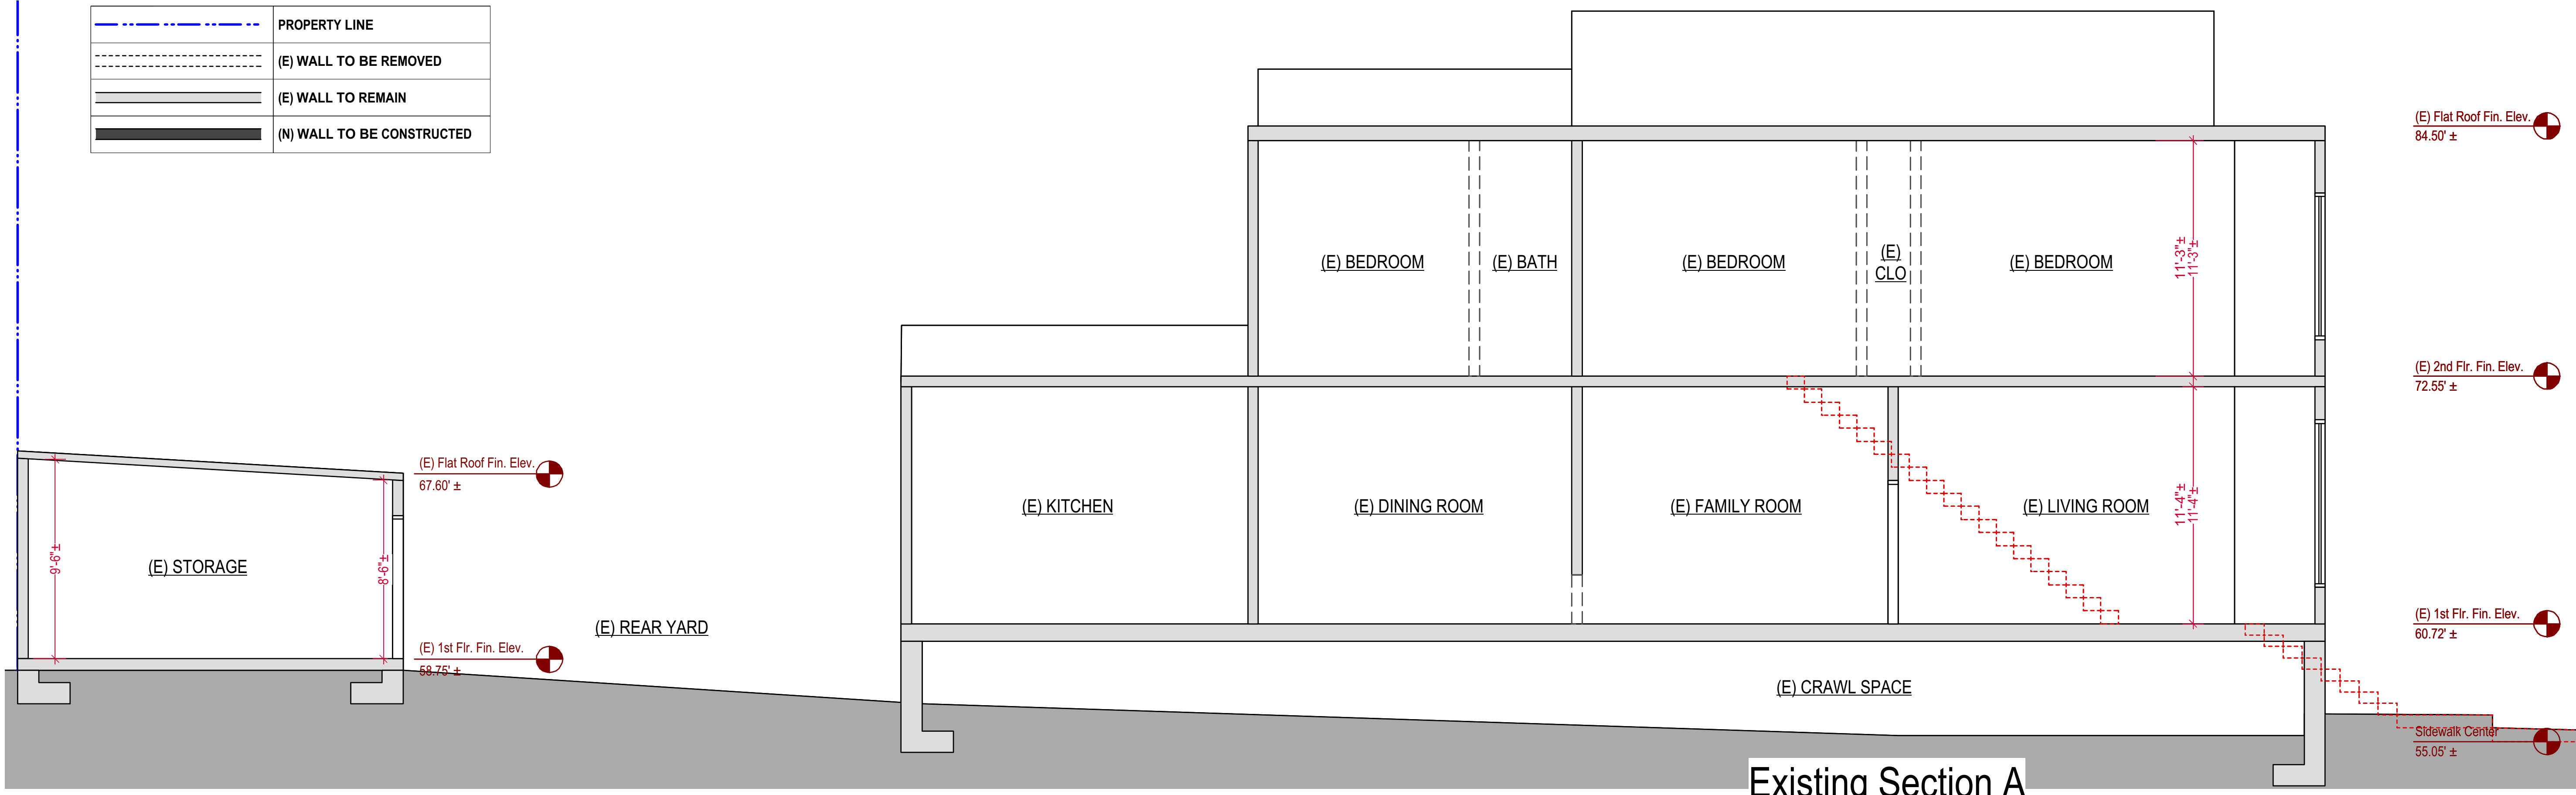 PROPERTY LINE
(E) WALL TO BE REMOVED
(E) WALL TO REMAIN
(N) WALL TO BE CONSTRUCTED
(E) Flat Roof Fin. Elev.
84.50' ±
(E) BEDROOM
(E) BATH
(E) BEDROOM
(E)
CLO
(E) BEDROOM
11'-3"±
11'-3"±
(E) 2nd Flr. Fin. Elev.
72.55' ±
(E) Flat Roof Fin. Elev.
67.60' ±
9'-6"±
(E) STORAGE
8'-6"±
(E) KITCHEN
(E) DINING ROOM
(E) FAMILY ROOM
(E) LIVING ROOM
11'-4"±
11'-4"±
(E) REAR YARD
(E) 1st Flr. Fin. Elev.
58.75' ±
(E) 1st Flr. Fin. Elev.
60.72' ±
(E) CRAWL SPACE
Sidewalk Center
55.05' ±
Existing Section A